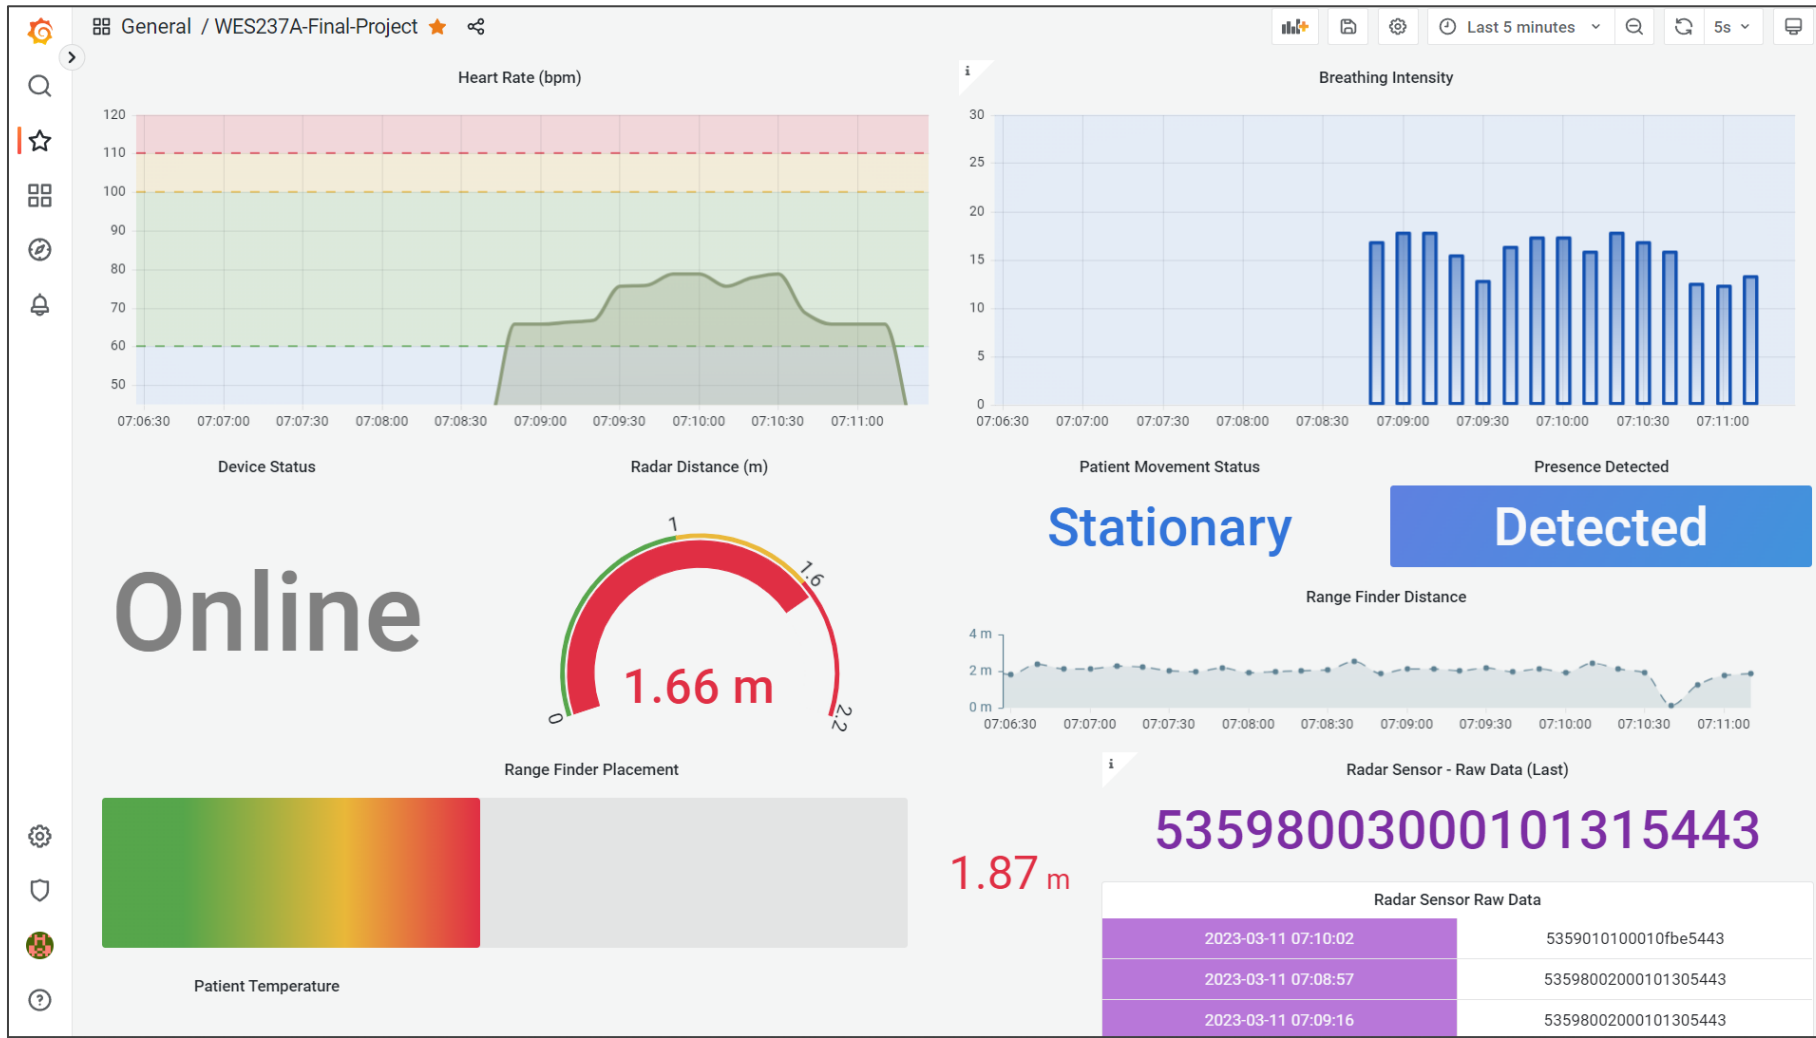 General / WES237A-Final-Project
Last 5 minutes
5s
Heart Rate (bpm)
120
110
100
90
80
70
60
50
07:06:30 07:07:00 07:07:30 07:08:00 07:08:30 07:09:00 07:09:30 07:10:00 07:10:30 07:11:00
i
Breathing Intensity
30
25
20
15
10
5
0
07:06:30 07:07:00 07:07:30 07:08:00 07:08:30 07:09:00 07:09:30 07:10:00 07:10:30 07:11:00
Device Status
Online
Radar Distance (m)
0
1
1.6
2.2
1.66 m
Patient Movement Status
Stationary
Presence Detected
Detected
Range Finder Distance
4 m
2 m
0 m
07:06:30 07:07:00 07:07:30 07:08:00 07:08:30 07:09:00 07:09:30 07:10:00 07:10:30 07:11:00
Range Finder Placement
1.87 m
i
Radar Sensor - Raw Data (Last)
53598003000101315443
Radar Sensor Raw Data
2023-03-11 07:10:02 5359010100010fbe5443
2023-03-11 07:08:57 53598002000101305443
2023-03-11 07:09:16 53598002000101305443
Patient Temperature